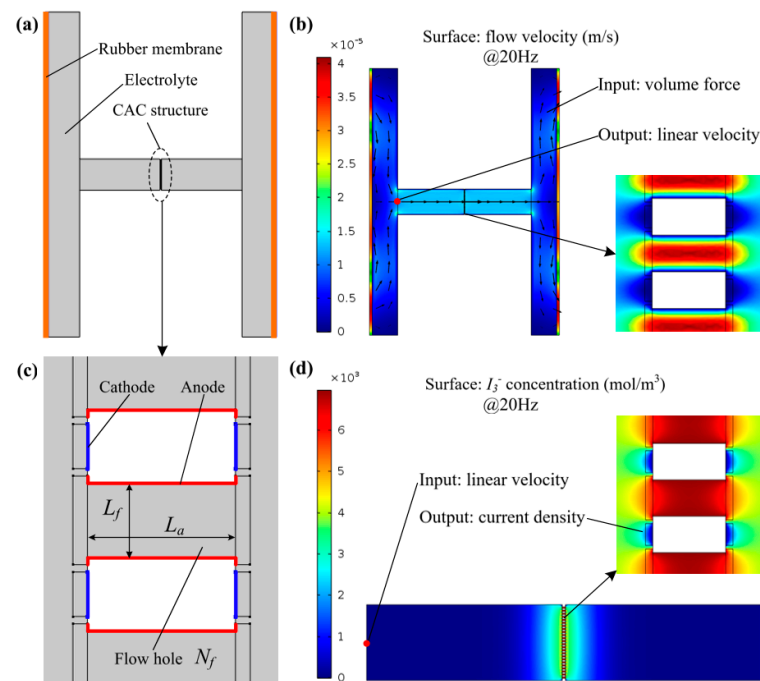 (a)
Rubber membrane
Electrolyte
CAC structure
(b)
Surface: flow velocity (m/s)
@20Hz
×10⁻⁵
4
3.5
3
2.5
2
1.5
1
0.5
0
Input: volume force
Output: linear velocity
(c)
Cathode
Anode
L_f
L_a
Flow hole
N_f
(d)
Surface: I₃⁻ concentration (mol/m³)
@20Hz
×10³
6
5
4
3
2
1
0
Input: linear velocity
Output: current density